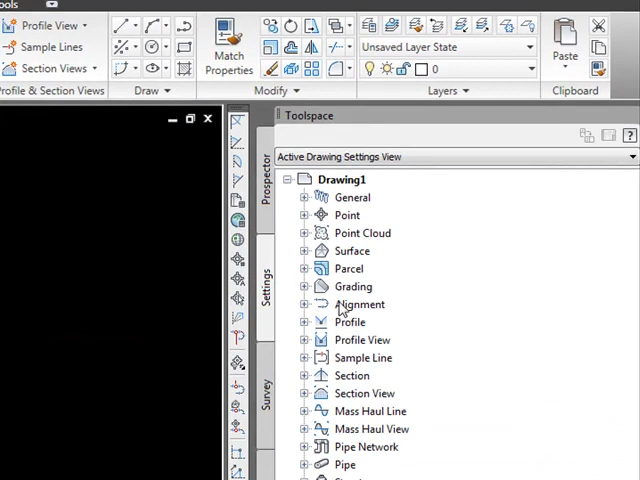 ools
Profile View
Sample Lines
Section Views
Profile & Section Views
Draw
Match
Properties
Modify
Unsaved Layer State
0
Layers
Paste
Clipboard
Toolspace
?
Active Drawing Settings View
Prospector
Settings
Survey
Drawing1
General
Point
Point Cloud
Surface
Parcel
Grading
Alignment
Profile
Profile View
Sample Line
Section
Section View
Mass Haul Line
Mass Haul View
Pipe Network
Pipe